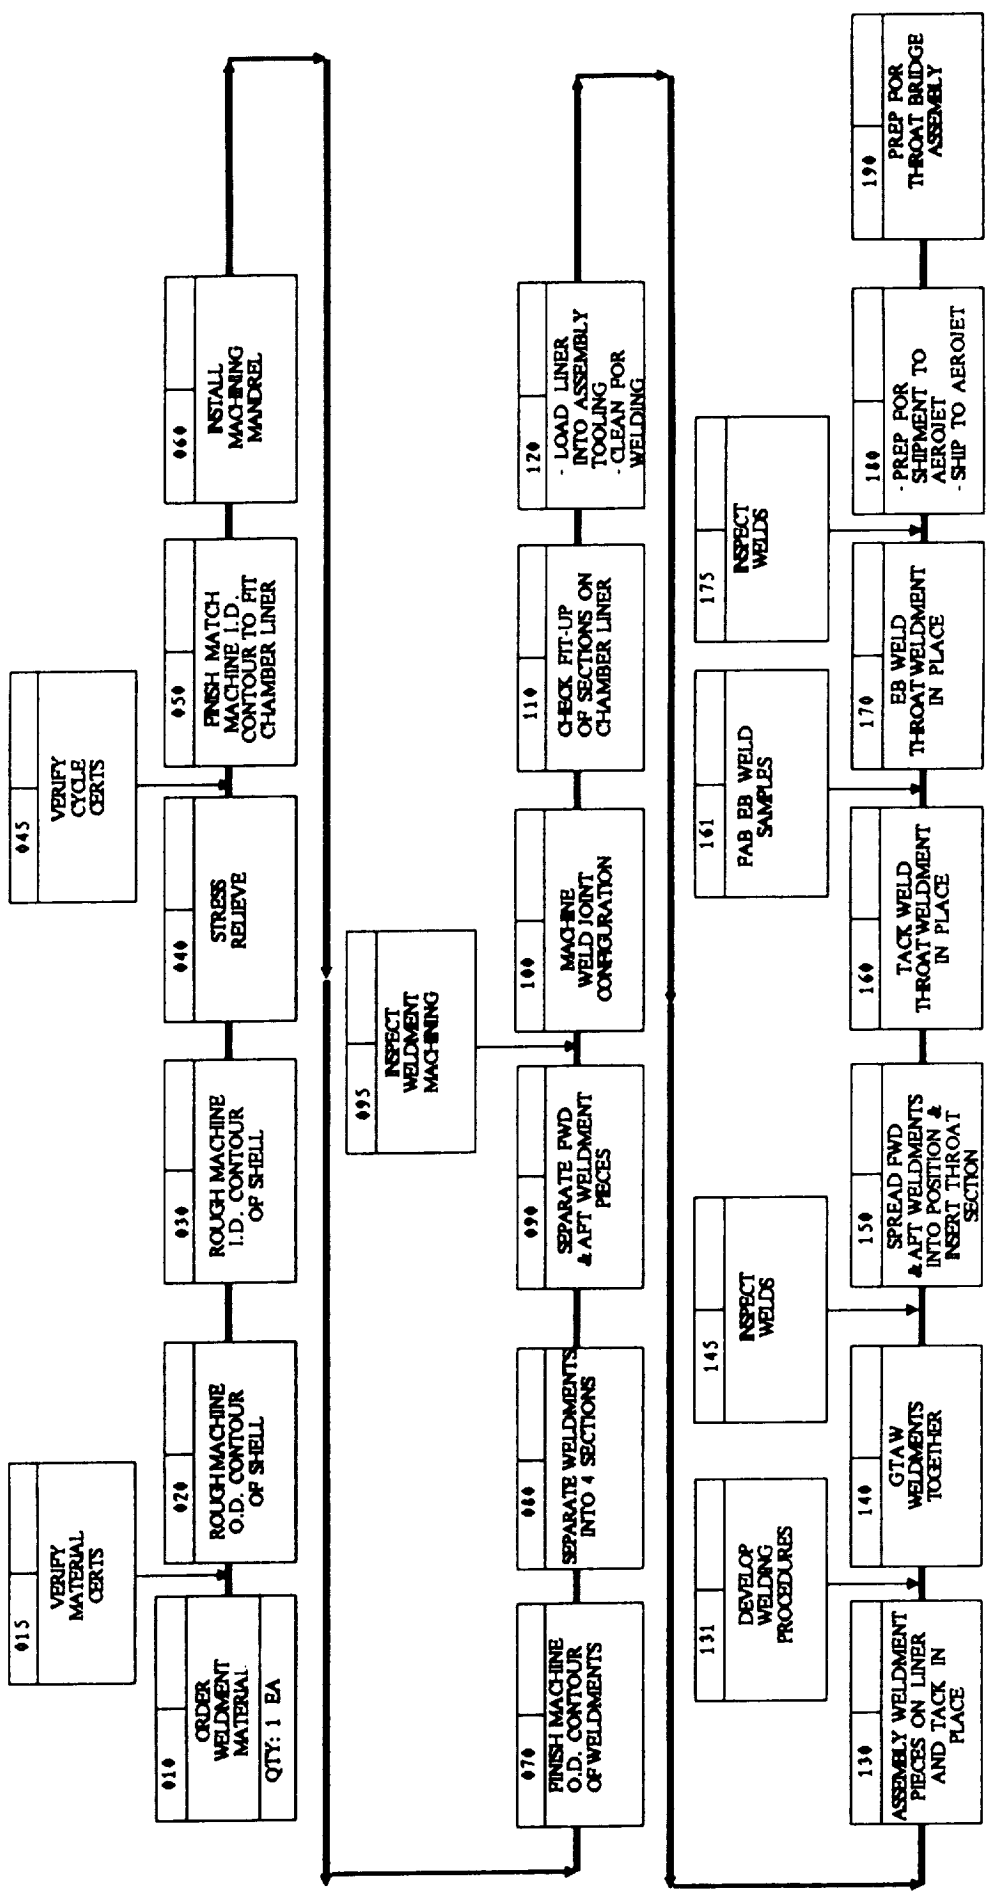 015
VERIFY
MATERIAL
CERTS
045
VERIFY
CYCLE
CERTS
010
ORDER
WELDMENT
MATERIAL
QTY: 1 EA
020
ROUGH MACHINE
O.D. CONTOUR
OF SHELL
030
ROUGH MACHINE
I.D. CONTOUR
OF SHELL
040
STRESS
RELIEVE
050
FINISH MATCH
MACHINE I.D.
CONTOUR TO FIT
CHAMBER LINER
060
INSTALL
MACHINING
MANDREL
095
INSPECT
WELDMENT
MACHINING
070
FINISH MACHINE
O.D. CONTOUR
OF WELDMENTS
080
SEPARATE WELDMENTS
INTO 4 SECTIONS
090
SEPARATE FWD
& AFT WELDMENT
PIECES
100
MACHINE
WELD JOINT
CONFIGURATION
110
CHECK FIT-UP
OF SECTIONS ON
CHAMBER LINER
120
- LOAD LINER
INTO ASSEMBLY
TOOLING
- CLEAN FOR
WELDING
131
DEVELOP
WELDING
PROCEDURES
145
INSPECT
WELDS
161
FAB EB WELD
SAMPLES
175
INSPECT
WELDS
130
ASSEMBLY WELDMENT
PIECES ON LINER
AND TACK IN
PLACE
140
GTAW
WELDMENTS
TOGETHER
150
SPREAD FWD
& AFT WELDMENTS
INTO POSITION &
INSERT THROAT
SECTION
160
TACK WELD
THROAT WELDMENT
IN PLACE
170
EB WELD
THROAT WELDMENT
IN PLACE
180
- PREP FOR
SHIPMENT TO
AEROJET
- SHIP TO AEROJET
190
PREP FOR
THROAT BRIDGE
ASSEMBLY